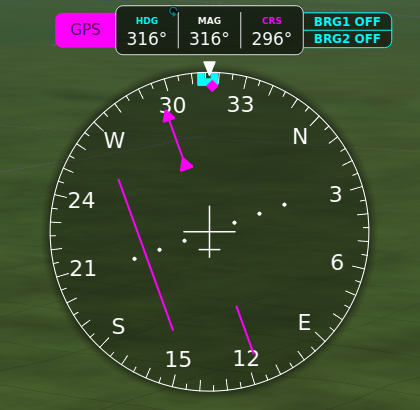 GPS
HDG MAG CRS
316° 316° 296°
BRG1 OFF
BRG2 OFF
30 33
W N
24 3
21 6
S E
15 12